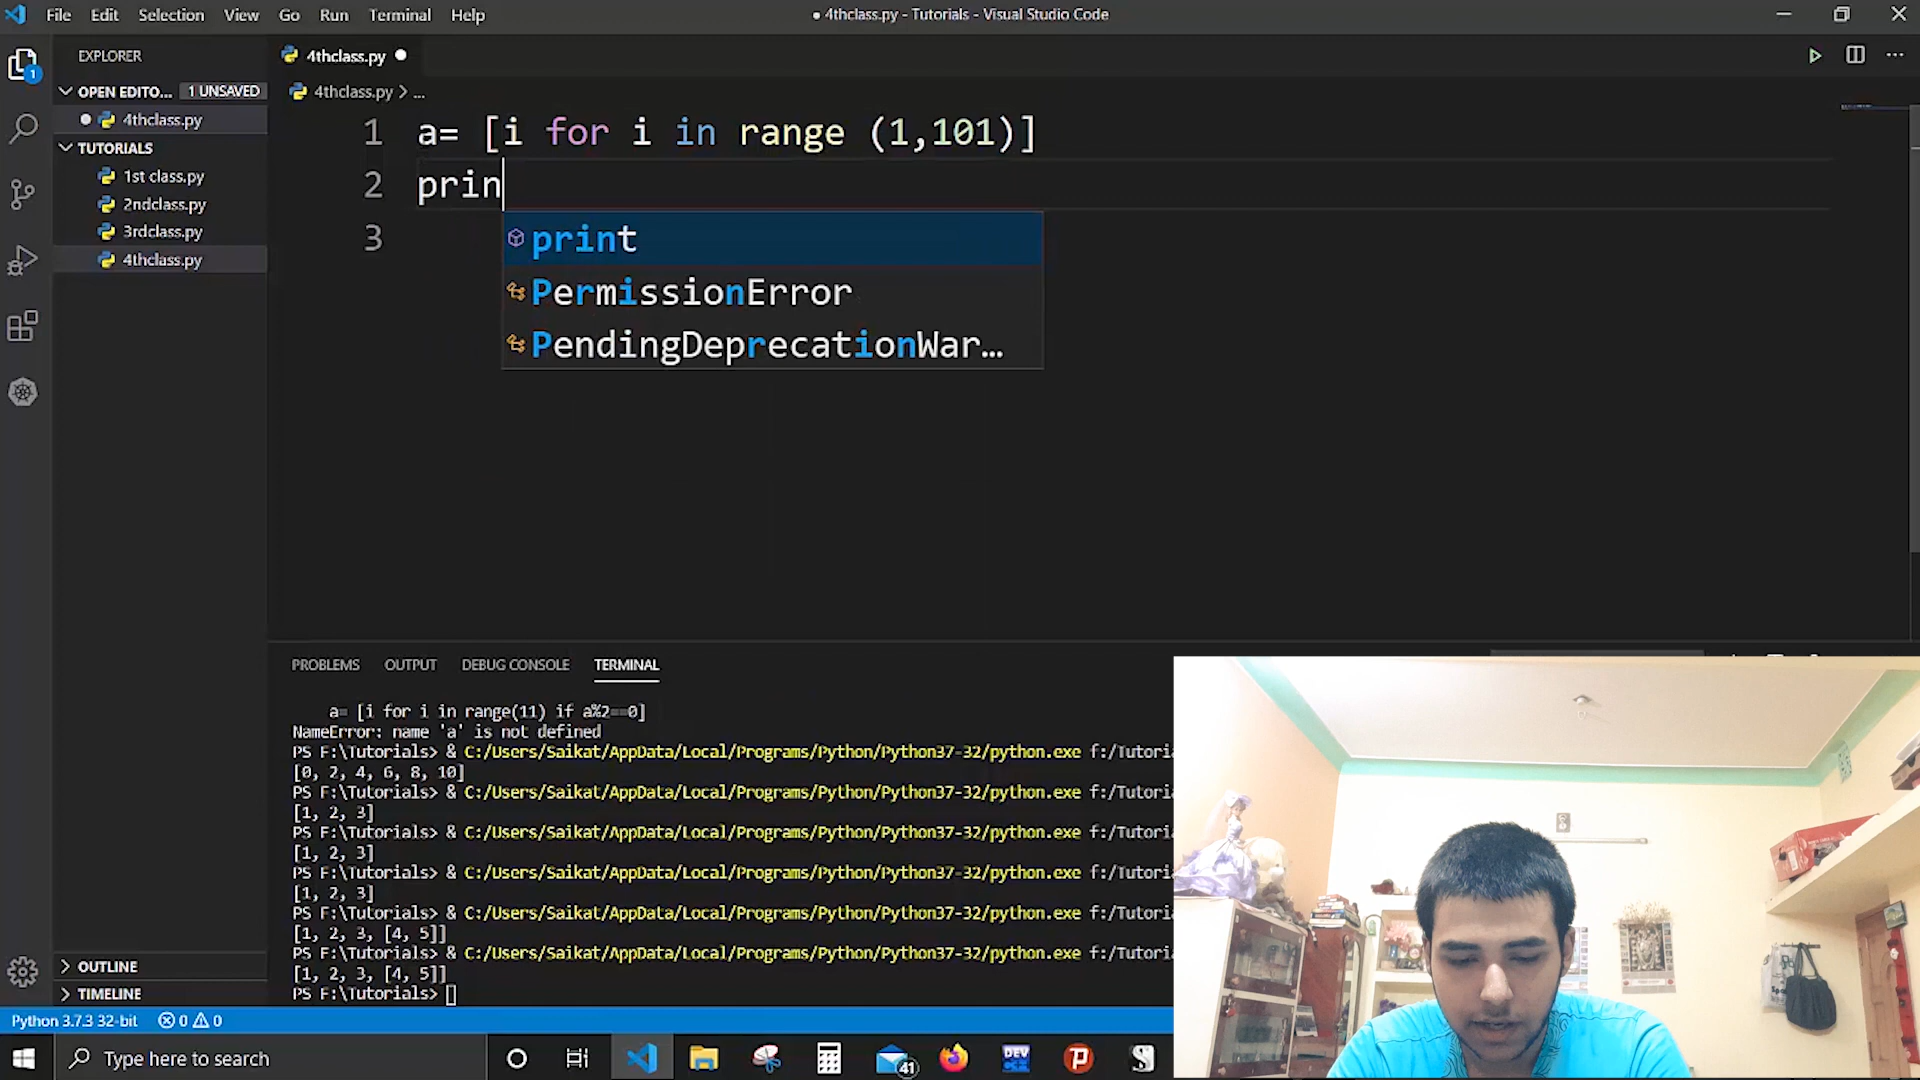 File Edit Selection View Go Run Terminal Help
● 4thclass.py - Tutorials - Visual Studio Code
EXPLORER
OPEN EDITO... 1 UNSAVED
4thclass.py
TUTORIALS
1st class.py
2ndclass.py
3rdclass.py
4thclass.py
OUTLINE
TIMELINE
4thclass.py
4thclass.py > ...
1 a= [i for i in range (1,101)]
2 prin
3
print
PermissionError
PendingDeprecationWar...
PROBLEMS OUTPUT DEBUG CONSOLE TERMINAL
a= [i for i in range(11) if a%2==0]
NameError: name 'a' is not defined
PS F:\Tutorials> & C:/Users/Saikat/AppData/Local/Programs/Python/Python37-32/python.exe f:/Tutoria
[0, 2, 4, 6, 8, 10]
PS F:\Tutorials> & C:/Users/Saikat/AppData/Local/Programs/Python/Python37-32/python.exe f:/Tutoria
[1, 2, 3]
PS F:\Tutorials> & C:/Users/Saikat/AppData/Local/Programs/Python/Python37-32/python.exe f:/Tutoria
[1, 2, 3]
PS F:\Tutorials> & C:/Users/Saikat/AppData/Local/Programs/Python/Python37-32/python.exe f:/Tutoria
[1, 2, 3]
PS F:\Tutorials> & C:/Users/Saikat/AppData/Local/Programs/Python/Python37-32/python.exe f:/Tutoria
[1, 2, 3, [4, 5]]
PS F:\Tutorials> & C:/Users/Saikat/AppData/Local/Programs/Python/Python37-32/python.exe f:/Tutoria
[1, 2, 3, [4, 5]]
PS F:\Tutorials>
Python 3.7.3 32-bit 0 0
Type here to search
41
DEV